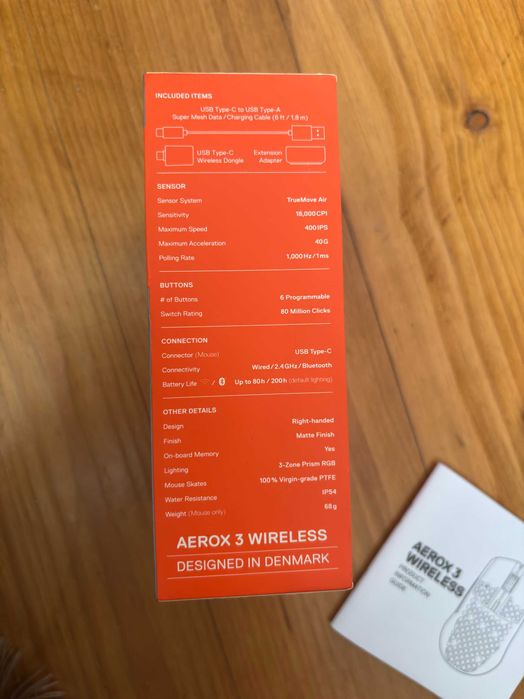 INCLUDED ITEMS
USB Type-C to USB Type-A
Super Mesh Data / Charging Cable (6 ft / 1.8 m)
USB Type-C Extension
Wireless Dongle Adapter
SENSOR
Sensor System TrueMove Air
Sensitivity 18,000 CPI
Maximum Speed 400 IPS
Maximum Acceleration 40 G
Polling Rate 1,000 Hz / 1 ms
BUTTONS
# of Buttons 6 Programmable
Switch Rating 80 Million Clicks
CONNECTION
Connector (Mouse) USB Type-C
Connectivity Wired / 2.4 GHz / Bluetooth
Battery Life / Up to 80 h / 200 h (default lighting)
OTHER DETAILS
Design Right-handed
Finish Matte Finish
On-board Memory Yes
Lighting 3-Zone Prism RGB
Mouse Skates 100 % Virgin-grade PTFE
Water Resistance IP54
Weight (Mouse only) 68 g
AEROX 3 WIRELESS
DESIGNED IN DENMARK
AEROX 3
WIRELESS
PRODUCT
INFORMATION
GUIDE